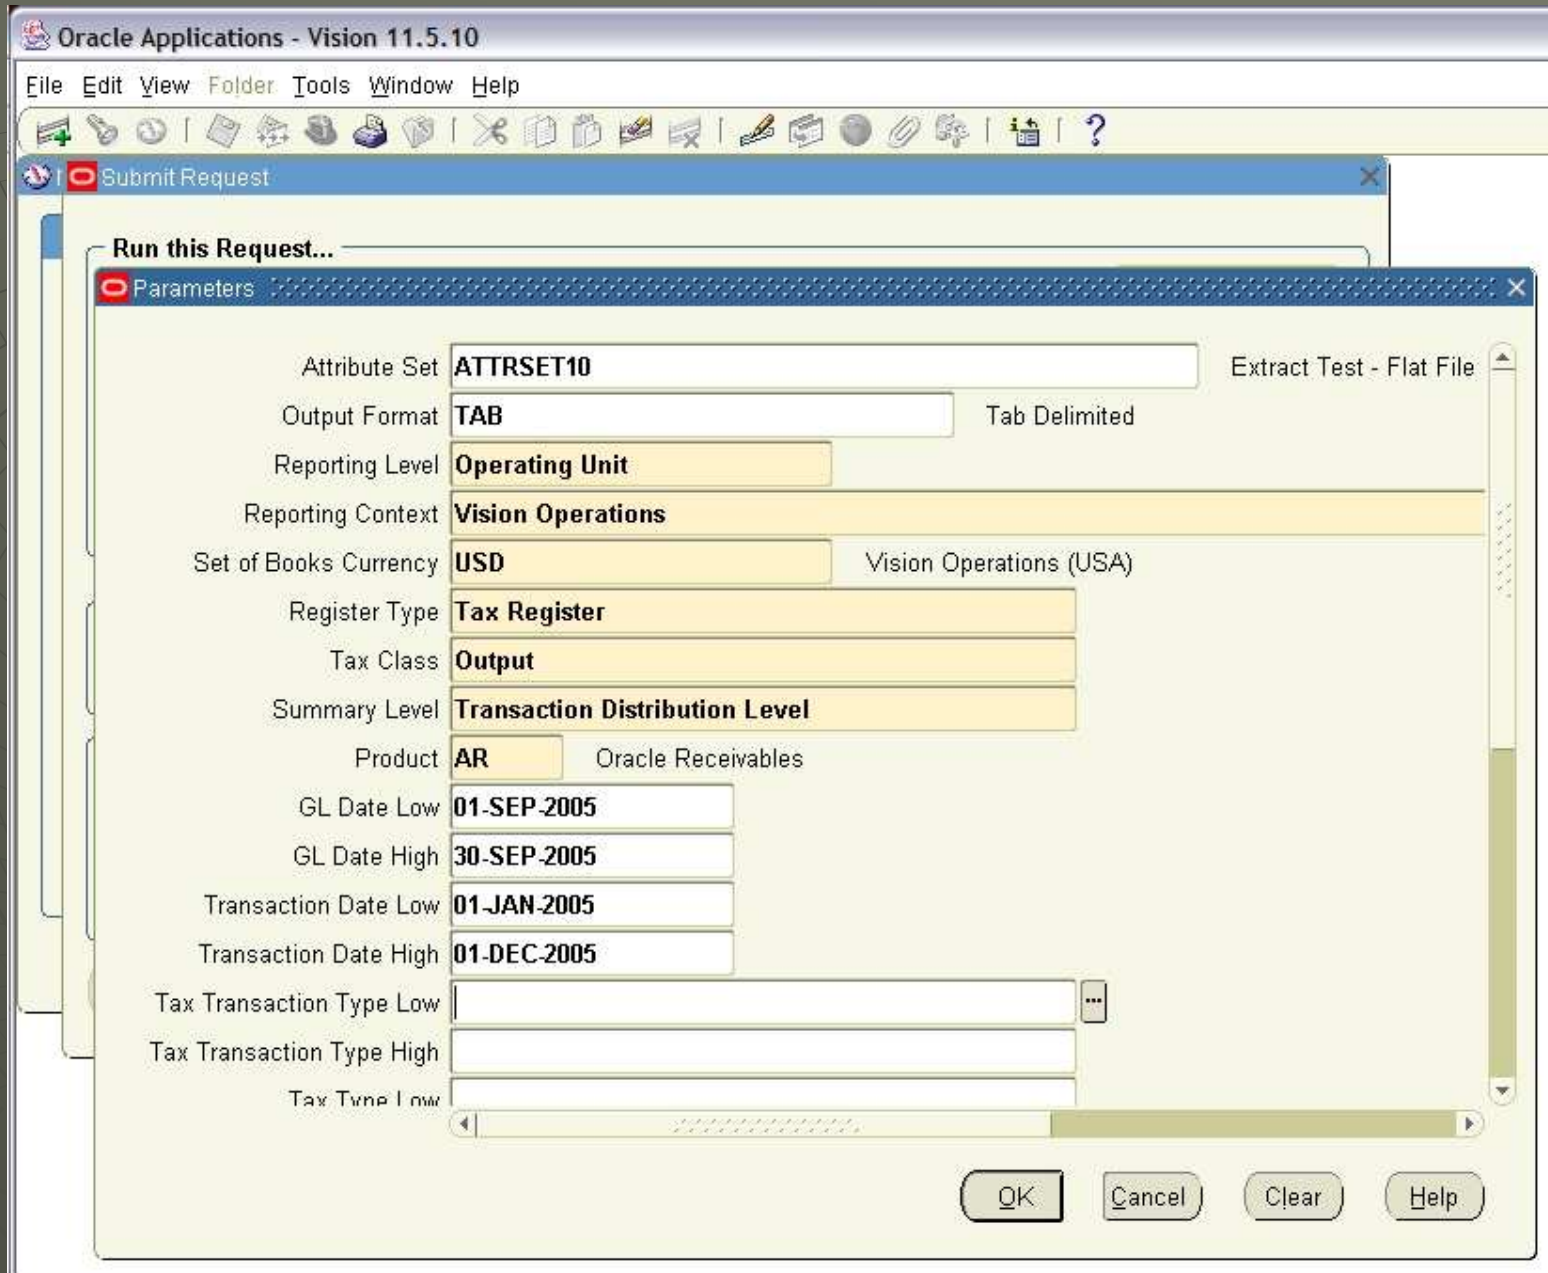 Oracle Applications - Vision 11.5.10
File Edit View Folder Tools Window Help
Submit Request
Run this Request...
Parameters
Attribute Set ATTRSET10 Extract Test - Flat File
Output Format TAB Tab Delimited
Reporting Level Operating Unit
Reporting Context Vision Operations
Set of Books Currency USD Vision Operations (USA)
Register Type Tax Register
Tax Class Output
Summary Level Transaction Distribution Level
Product AR Oracle Receivables
GL Date Low 01-SEP-2005
GL Date High 30-SEP-2005
Transaction Date Low 01-JAN-2005
Transaction Date High 01-DEC-2005
Tax Transaction Type Low ...
Tax Transaction Type High
Tax Type Low
OK Cancel Clear Help